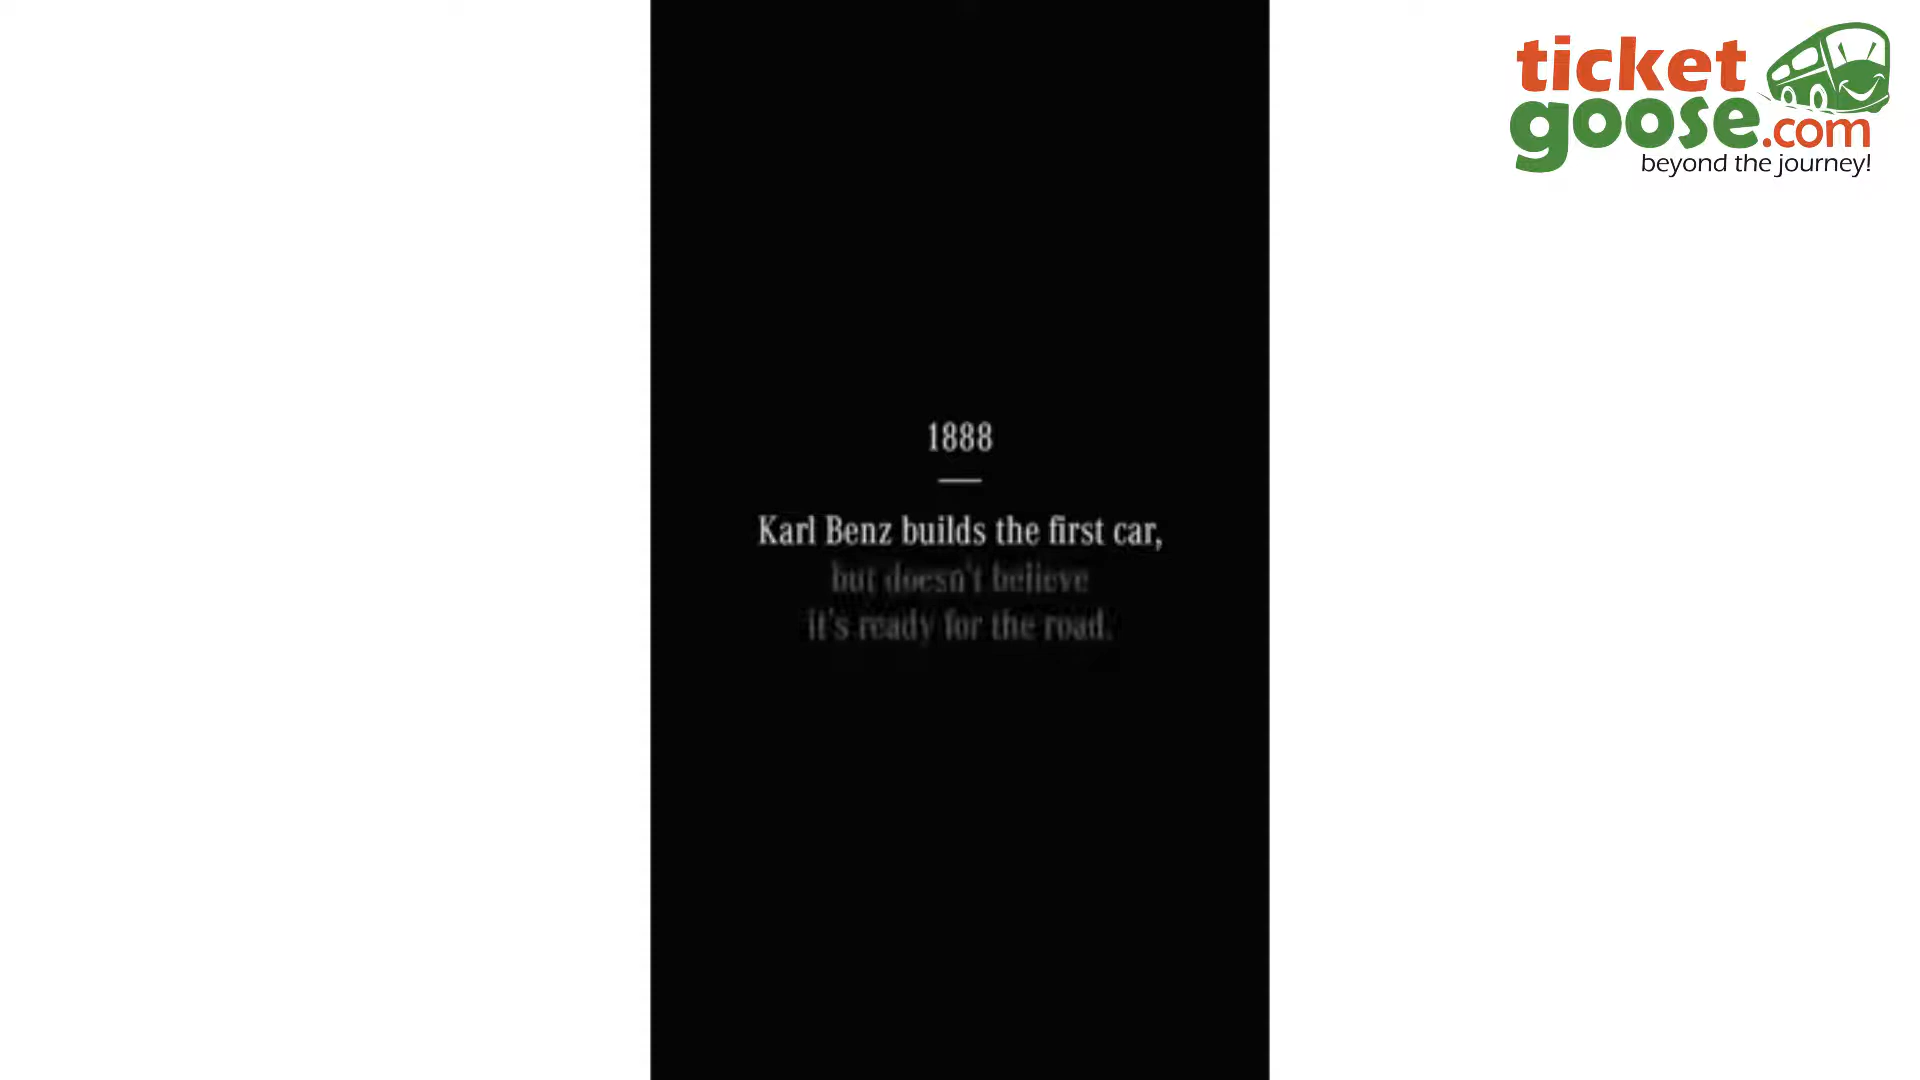 ticket
goose.com
beyond the journey!
1888
Karl Benz builds the first car,
but doesn't believe
it's ready for the road.